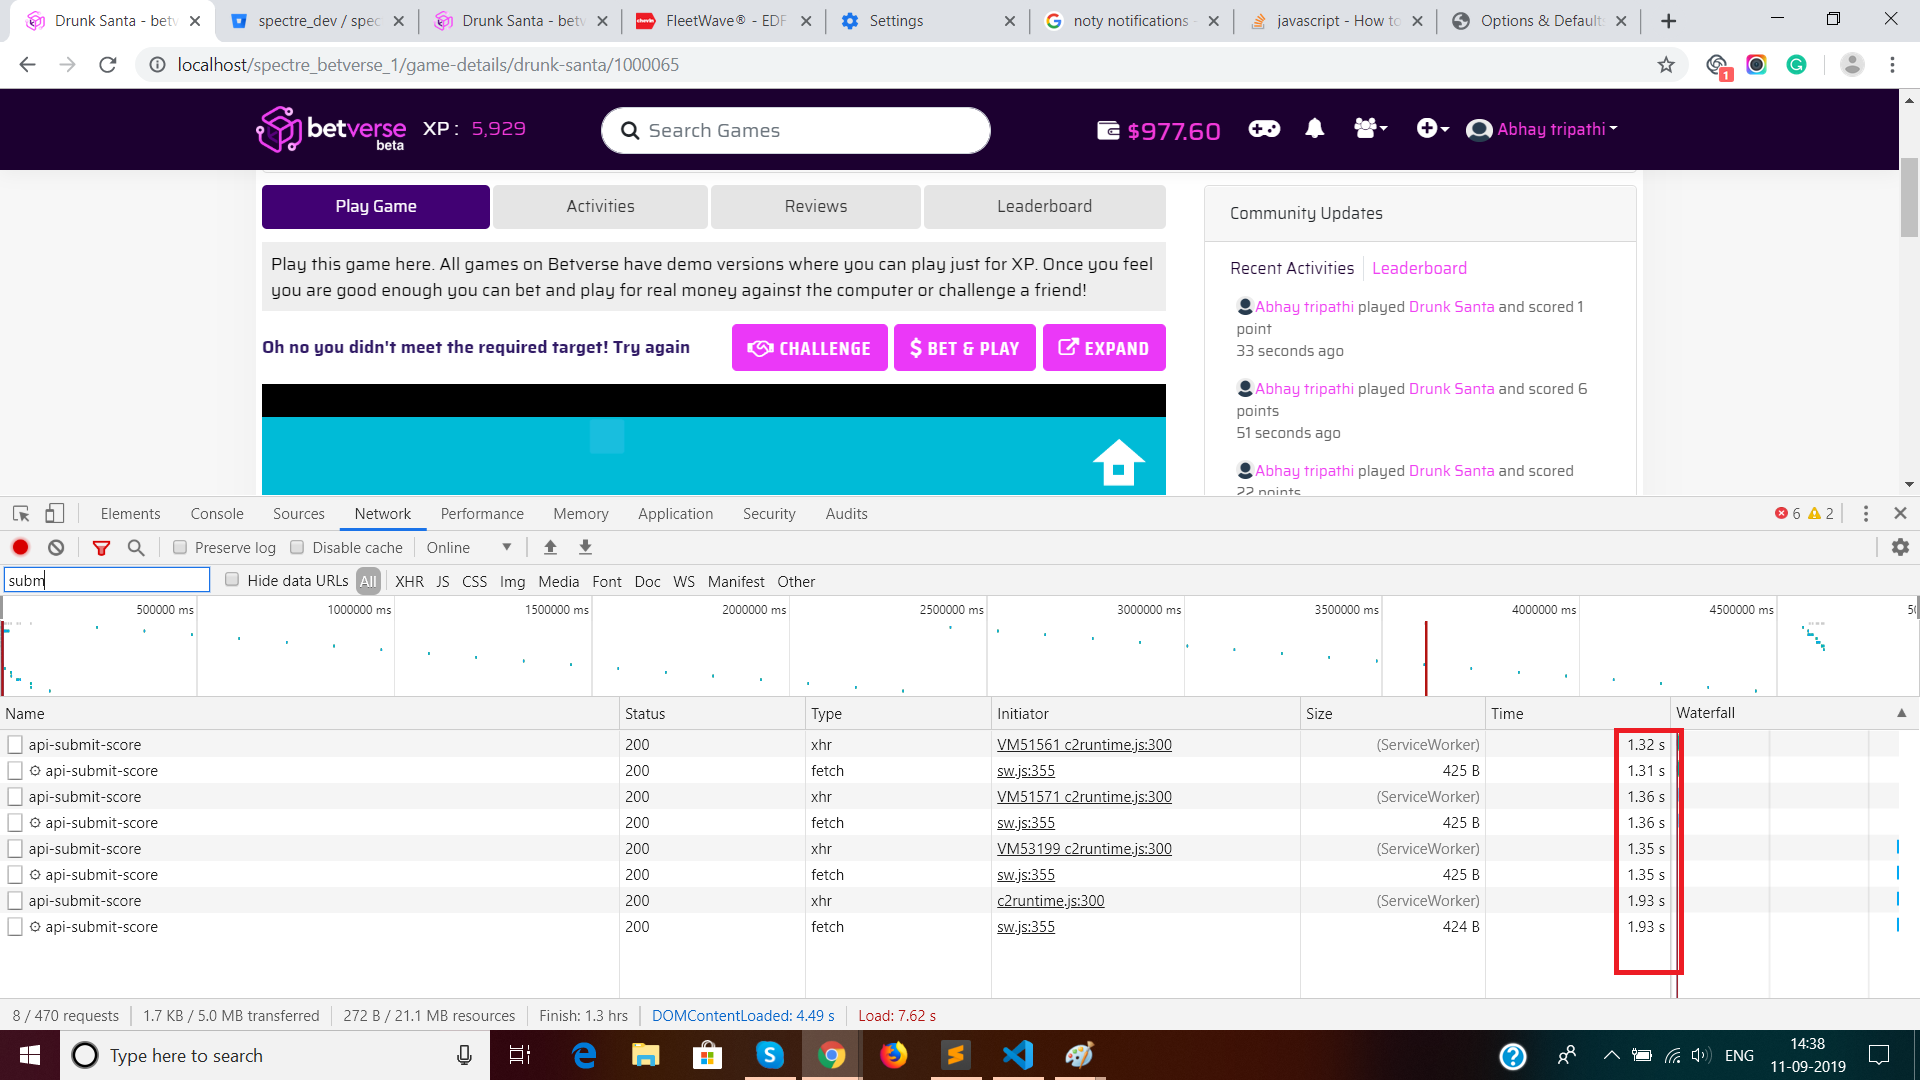 Drunk Santa - betv
spectre_dev / spec
Drunk Santa - betv
FleetWave® - EDF
Settings
noty notifications -
javascript - How to
Options & Defaults
localhost/spectre_betverse_1/game-details/drunk-santa/1000065
1
betverse
beta
XP : 5,929
Search Games
$977.60
Abhay tripathi
Play Game
Activities
Reviews
Leaderboard
Play this game here. All games on Betverse have demo versions where you can play just for XP. Once you feel
you are good enough you can bet and play for real money against the computer or challenge a friend!
Oh no you didn't meet the required target! Try again
CHALLENGE
$ BET & PLAY
EXPAND
Community Updates
Recent Activities
Leaderboard
Abhay tripathi played Drunk Santa and scored 1
point
33 seconds ago
Abhay tripathi played Drunk Santa and scored 6
points
51 seconds ago
Abhay tripathi played Drunk Santa and scored
22 points
Elements
Console
Sources
Network
Performance
Memory
Application
Security
Audits
6
2
Preserve log
Disable cache
Online
subm
Hide data URLs
All
XHR
JS
CSS
Img
Media
Font
Doc
WS
Manifest
Other
500000 ms
1000000 ms
1500000 ms
2000000 ms
2500000 ms
3000000 ms
3500000 ms
4000000 ms
4500000 ms
Name Status Type Initiator Size Time Waterfall
api-submit-score 200 xhr VM51561 c2runtime.js:300 (ServiceWorker) 1.32 s
api-submit-score 200 fetch sw.js:355 425 B 1.31 s
api-submit-score 200 xhr VM51571 c2runtime.js:300 (ServiceWorker) 1.36 s
api-submit-score 200 fetch sw.js:355 425 B 1.36 s
api-submit-score 200 xhr VM53199 c2runtime.js:300 (ServiceWorker) 1.35 s
api-submit-score 200 fetch sw.js:355 425 B 1.35 s
api-submit-score 200 xhr c2runtime.js:300 (ServiceWorker) 1.93 s
api-submit-score 200 fetch sw.js:355 424 B 1.93 s
8 / 470 requests
1.7 KB / 5.0 MB transferred
272 B / 21.1 MB resources
Finish: 1.3 hrs
DOMContentLoaded: 4.49 s
Load: 7.62 s
Type here to search
ENG
14:38
11-09-2019